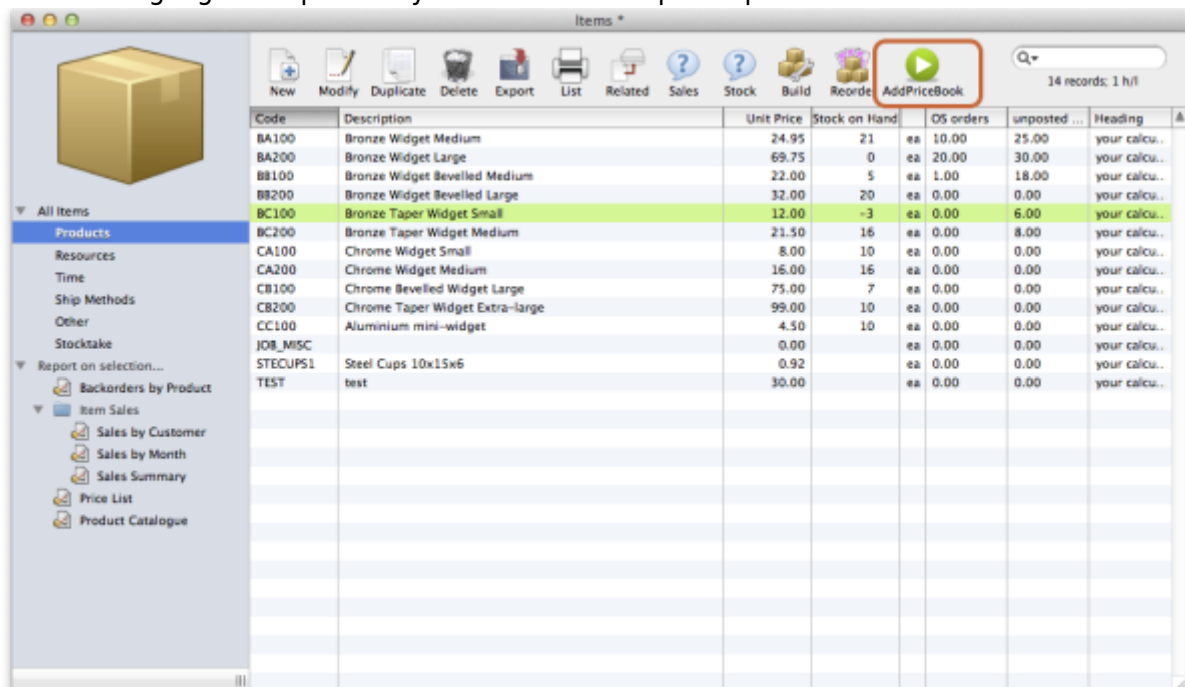 Items *
New Modify Duplicate Delete Export List Related Sales Stock Build Reorde AddPriceBook
14 records; 1 h/l
Code Description Unit Price Stock on Hand OS orders unposted ... Heading
BA100 Bronze Widget Medium 24.95 21 ea 10.00 25.00 your calcu..
BA200 Bronze Widget Large 69.75 0 ea 20.00 30.00 your calcu..
BB100 Bronze Widget Bevelled Medium 22.00 5 ea 1.00 18.00 your calcu..
BB200 Bronze Widget Bevelled Large 32.00 20 ea 0.00 0.00 your calcu..
BC100 Bronze Taper Widget Small 12.00 -3 ea 0.00 6.00 your calcu..
BC200 Bronze Taper Widget Medium 21.50 16 ea 0.00 8.00 your calcu..
CA100 Chrome Widget Small 8.00 10 ea 0.00 0.00 your calcu..
CA200 Chrome Widget Medium 16.00 16 ea 0.00 0.00 your calcu..
CB100 Chrome Bevelled Widget Large 75.00 7 ea 0.00 0.00 your calcu..
CB200 Chrome Taper Widget Extra-large 99.00 10 ea 0.00 0.00 your calcu..
CC100 Aluminium mini-widget 4.50 10 ea 0.00 0.00 your calcu..
JOB_MISC 0.00 ea 0.00 0.00 your calcu..
STECUPS1 Steel Cups 10x15x6 0.92 ea 0.00 0.00 your calcu..
TEST test 30.00 ea 0.00 0.00 your calcu..
All Items
Products
Resources
Time
Ship Methods
Other
Stocktake
Report on selection...
Backorders by Product
Item Sales
Sales by Customer
Sales by Month
Sales Summary
Price List
Product Catalogue